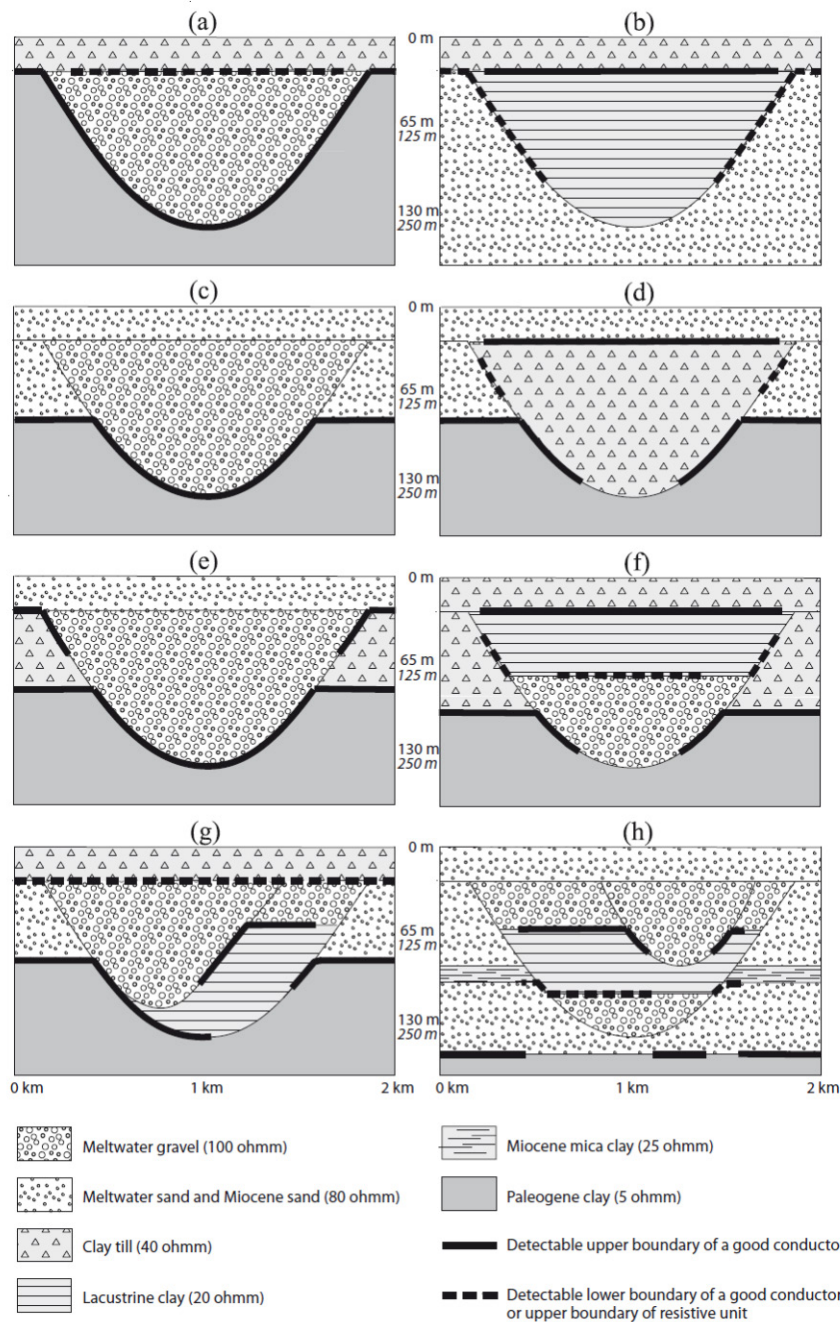 (a)
(b)
0 m
65 m
125 m
130 m
250 m
(c)
(d)
0 m
65 m
125 m
130 m
250 m
(e)
(f)
0 m
65 m
125 m
130 m
250 m
(g)
(h)
0 m
65 m
125 m
130 m
250 m
0 km
1 km
2 km
0 km
1 km
2 km
Meltwater gravel (100 ohmm)
Meltwater sand and Miocene sand (80 ohmm)
Clay till (40 ohmm)
Lacustrine clay (20 ohmm)
Miocene mica clay (25 ohmm)
Paleogene clay (5 ohmm)
Detectable upper boundary of a good conductor
Detectable lower boundary of a good conductor
or upper boundary of resistive unit